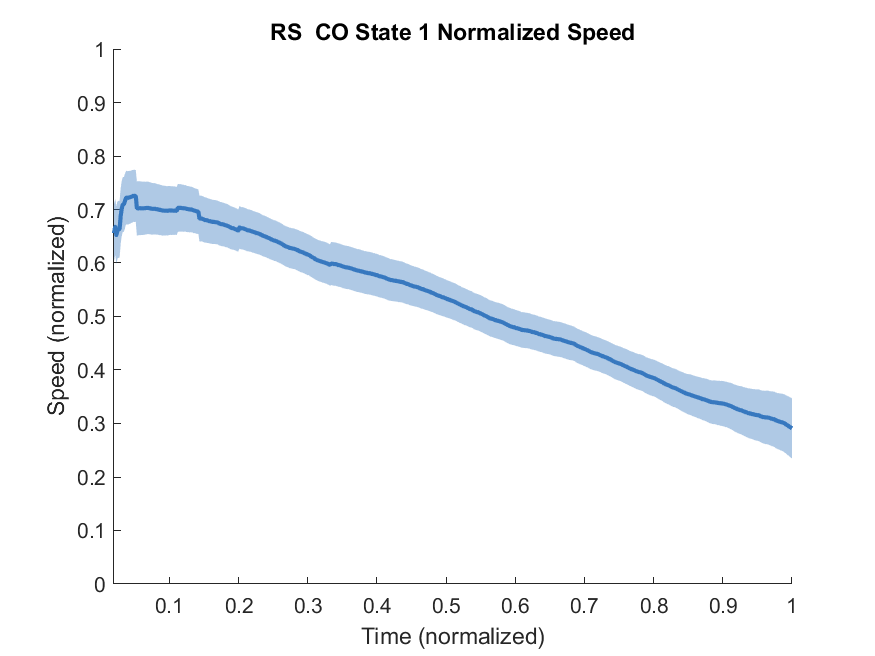 RS  CO State 1 Normalized Speed
1
0.9
0.8
0.7
0.6
0.5
0.4
0.3
0.2
0.1
0
Speed (normalized)
0.1 0.2 0.3 0.4 0.5 0.6 0.7 0.8 0.9 1
Time (normalized)